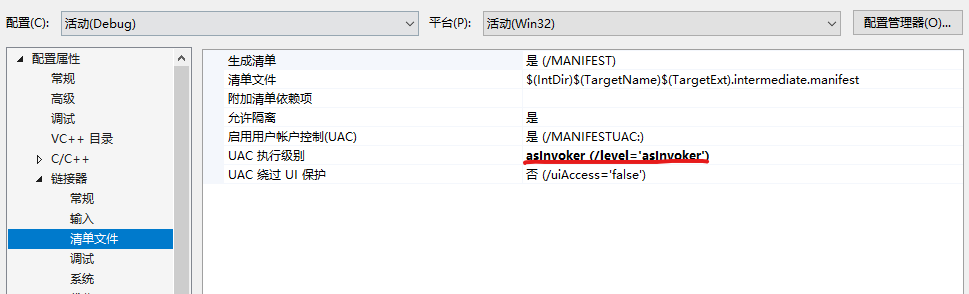 配置(C): 活动(Debug) 平台(P): 活动(Win32) 配置管理器(O)...
配置属性
常规
高级
调试
VC++ 目录
C/C++
链接器
常规
输入
清单文件
调试
系统
生成清单 是 (/MANIFEST)
清单文件 $(IntDir)$(TargetName)$(TargetExt).intermediate.manifest
附加清单依赖项
允许隔离 是
启用用户帐户控制(UAC) 是 (/MANIFESTUAC:)
UAC 执行级别 asInvoker (/level='asInvoker')
UAC 绕过 UI 保护 否 (/uiAccess='false')